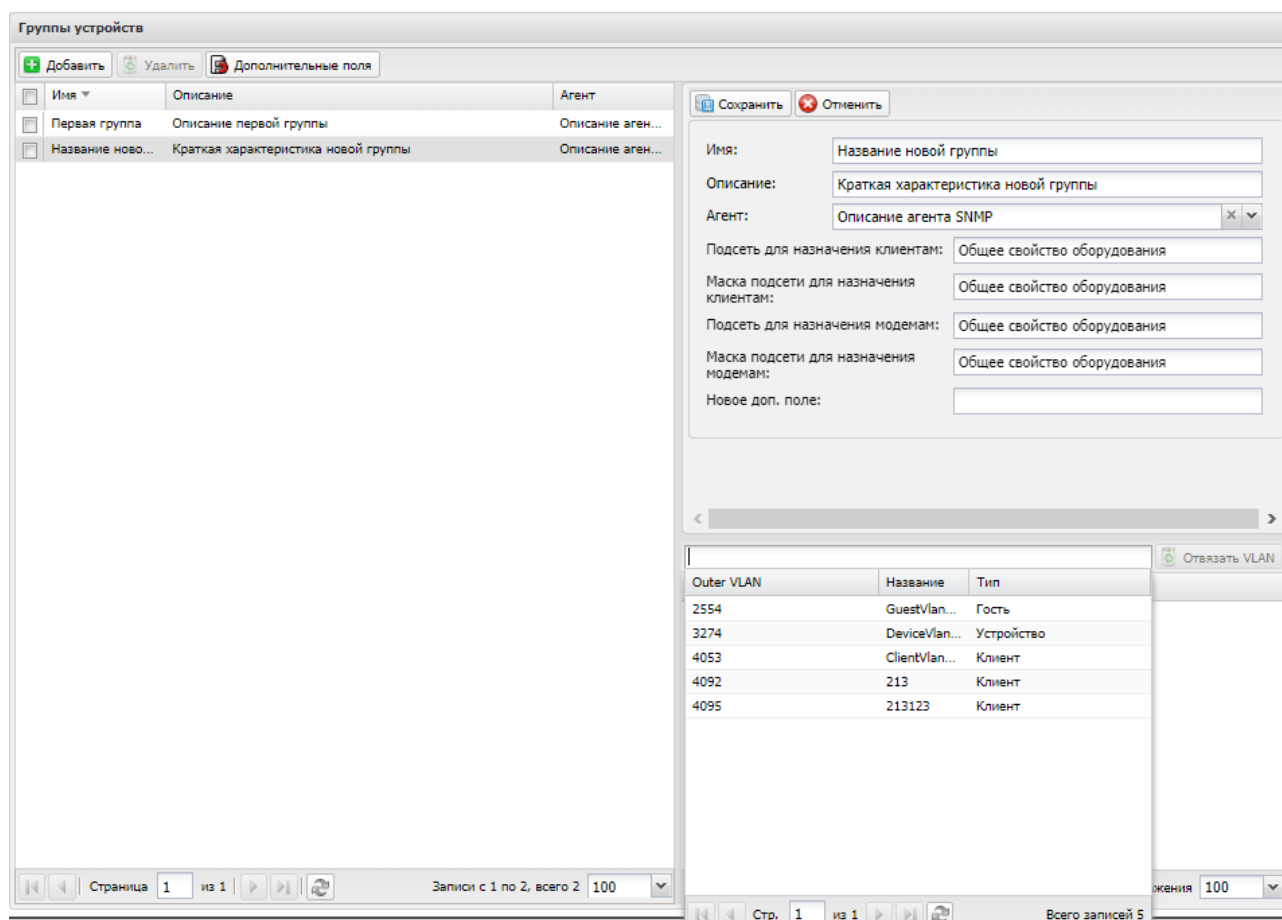 Группы устройств
Добавить Удалить Дополнительные поля
Имя Описание Агент
Первая группа Описание первой группы Описание аген...
Название ново... Краткая характеристика новой группы Описание аген...
Страница 1 из 1 Записи с 1 по 2, всего 2 100
Сохранить Отменить
Имя: Название новой группы
Описание: Краткая характеристика новой группы
Агент: Описание агента SNMP
Подсеть для назначения клиентам: Общее свойство оборудования
Маска подсети для назначения
клиентам:
Общее свойство оборудования
Подсеть для назначения модемам: Общее свойство оборудования
Маска подсети для назначения
модемам:
Общее свойство оборудования
Новое доп. поле:
Отвязать VLAN
Outer VLAN Название Тип
2554 GuestVlan... Гость
3274 DeviceVlan... Устройство
4053 ClientVlan... Клиент
4092 213 Клиент
4095 213123 Клиент
жения 100
Стр. 1 из 1 Всего записей 5